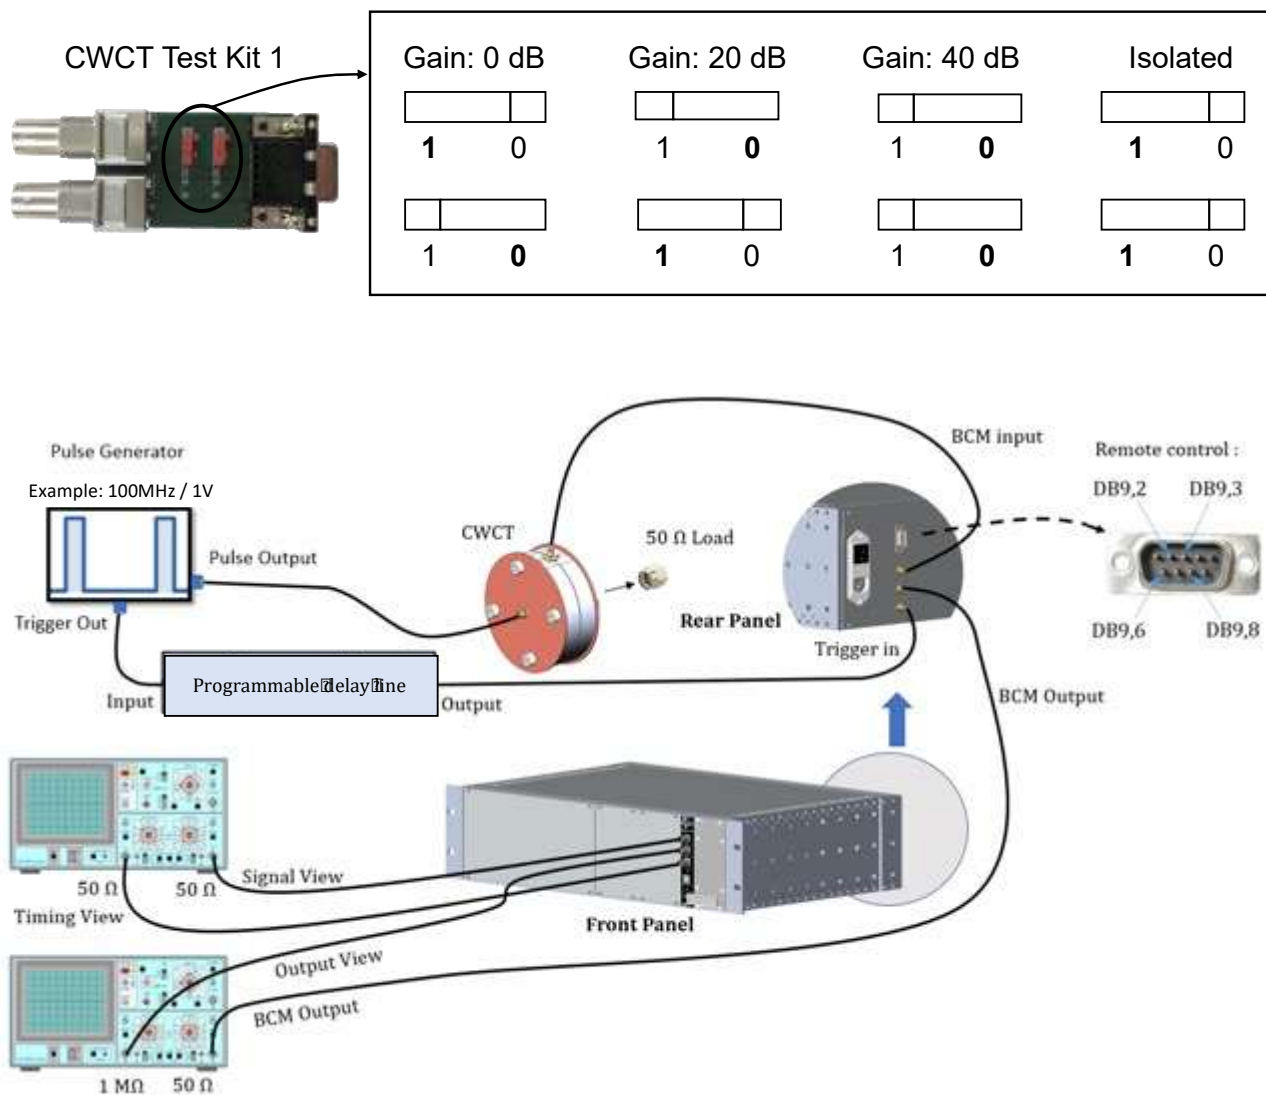 CWCT Test Kit 1
Gain: 0 dB Gain: 20 dB Gain: 40 dB Isolated
1 0 1 0 1 0 1 0
1 0 1 0 1 0 1 0
Pulse Generator
Example: 100MHz / 1V
Pulse Output
Trigger Out
Input
Programmable delay line
Output
CWCT
50 Ω Load
BCM input
Rear Panel
Trigger in
BCM Output
Remote control :
DB9,2 DB9,3
DB9,6 DB9,8
50 Ω 50 Ω
Signal View
Timing View
Front Panel
Output View
BCM Output
1 MΩ 50 Ω